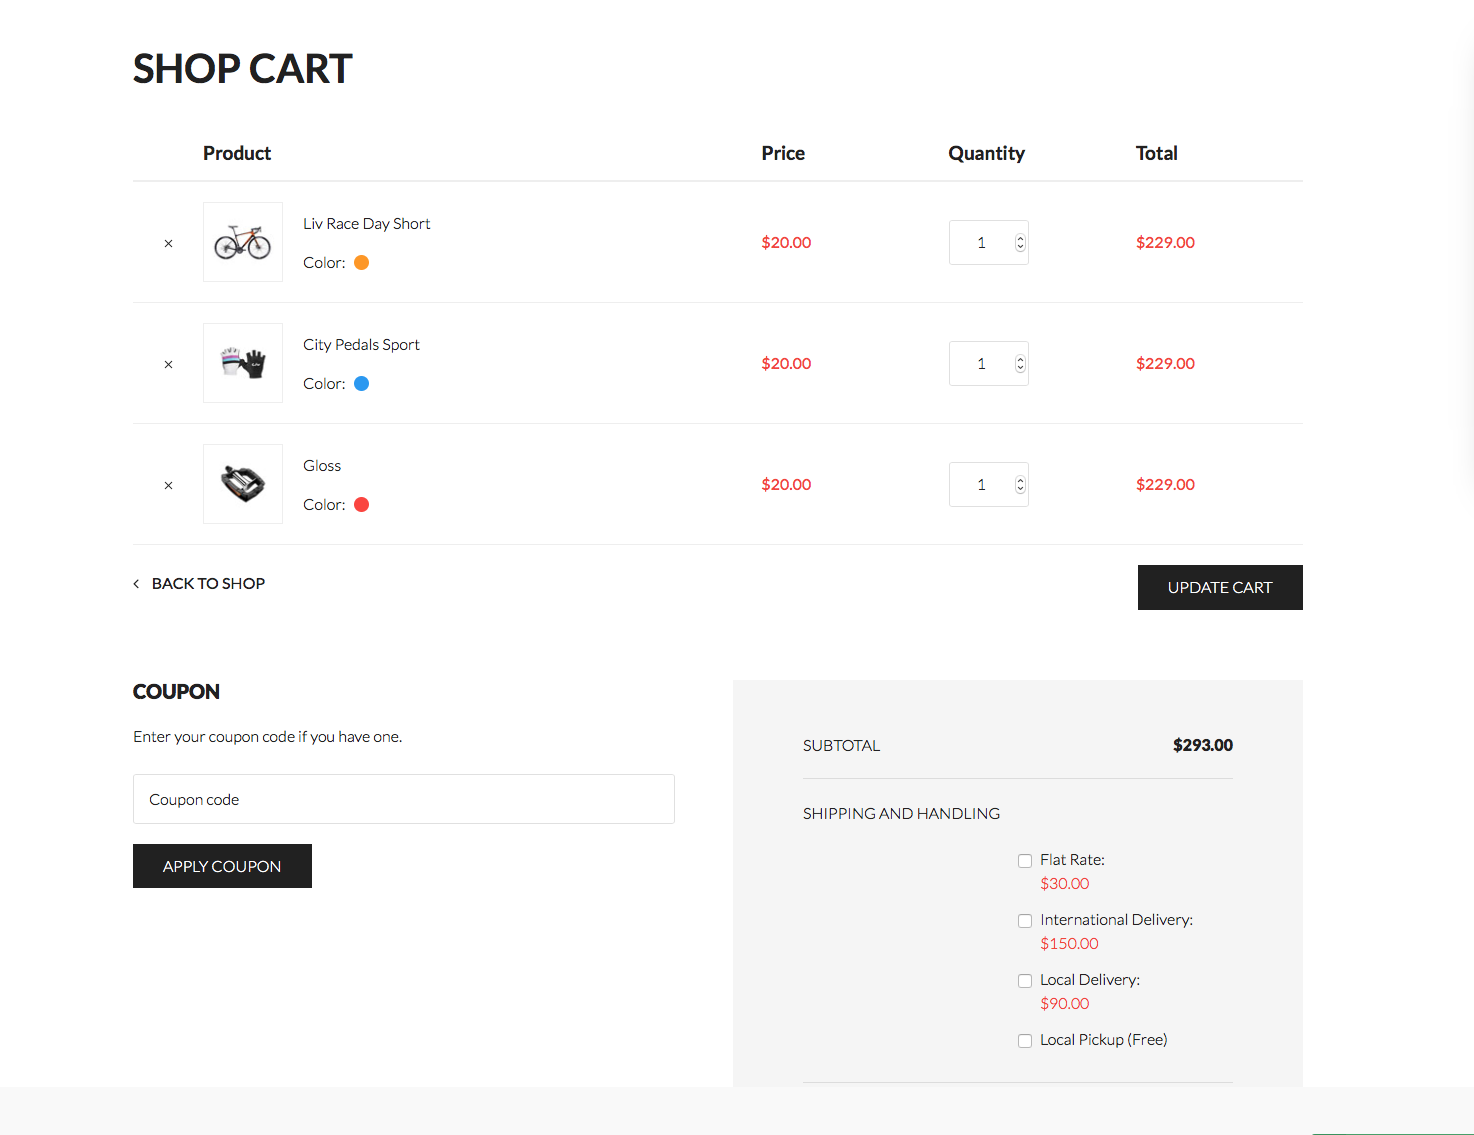 SHOP CART
Product Price Quantity Total
× Liv Race Day Short
Color:
$20.00 1 $229.00
× City Pedals Sport
Color:
$20.00 1 $229.00
× Gloss
Color:
$20.00 1 $229.00
BACK TO SHOP
UPDATE CART
COUPON
Enter your coupon code if you have one.
Coupon code
APPLY COUPON
SUBTOTAL $293.00
SHIPPING AND HANDLING
Flat Rate:
$30.00
International Delivery:
$150.00
Local Delivery:
$90.00
Local Pickup (Free)